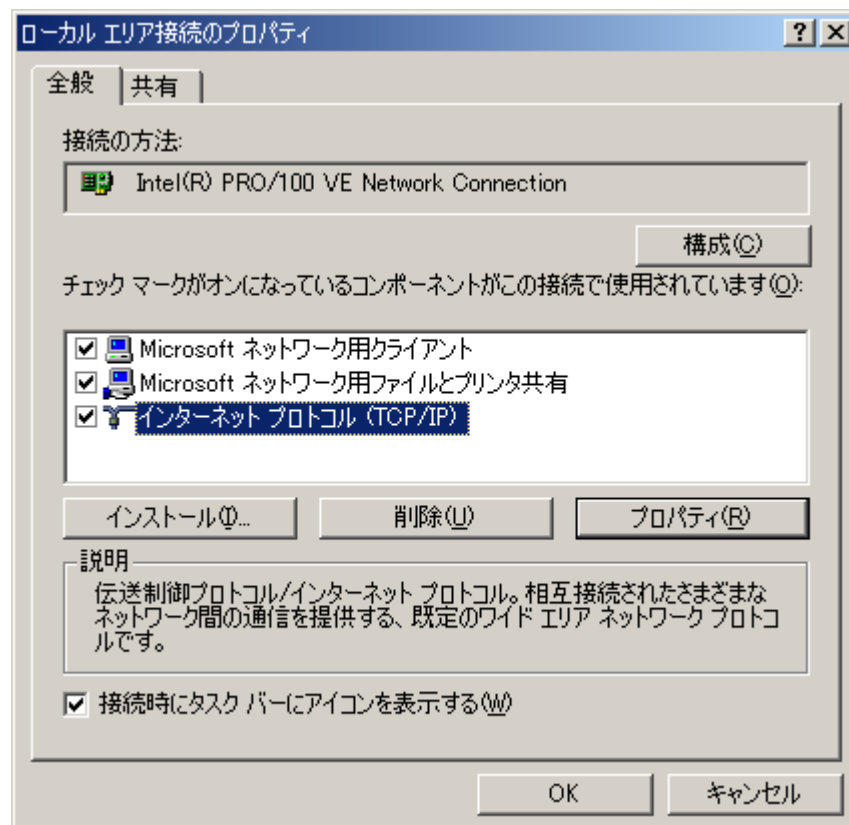 ローカル エリア接続のプロパティ
全般
共有
接続の方法:
Intel(R) PRO/100 VE Network Connection
構成(C)
チェック マークがオンになっているコンポーネントがこの接続で使用されています(O):
Microsoft ネットワーク用クライアント
Microsoft ネットワーク用ファイルとプリンタ共有
インターネット プロトコル (TCP/IP)
インストール(I)...
削除(U)
プロパティ(R)
説明
伝送制御プロトコル/インターネット プロトコル。相互接続されたさまざまな
ネットワーク間の通信を提供する、既定のワイド エリア ネットワーク プロトコ
ルです。
接続時にタスク バーにアイコンを表示する(W)
OK
キャンセル